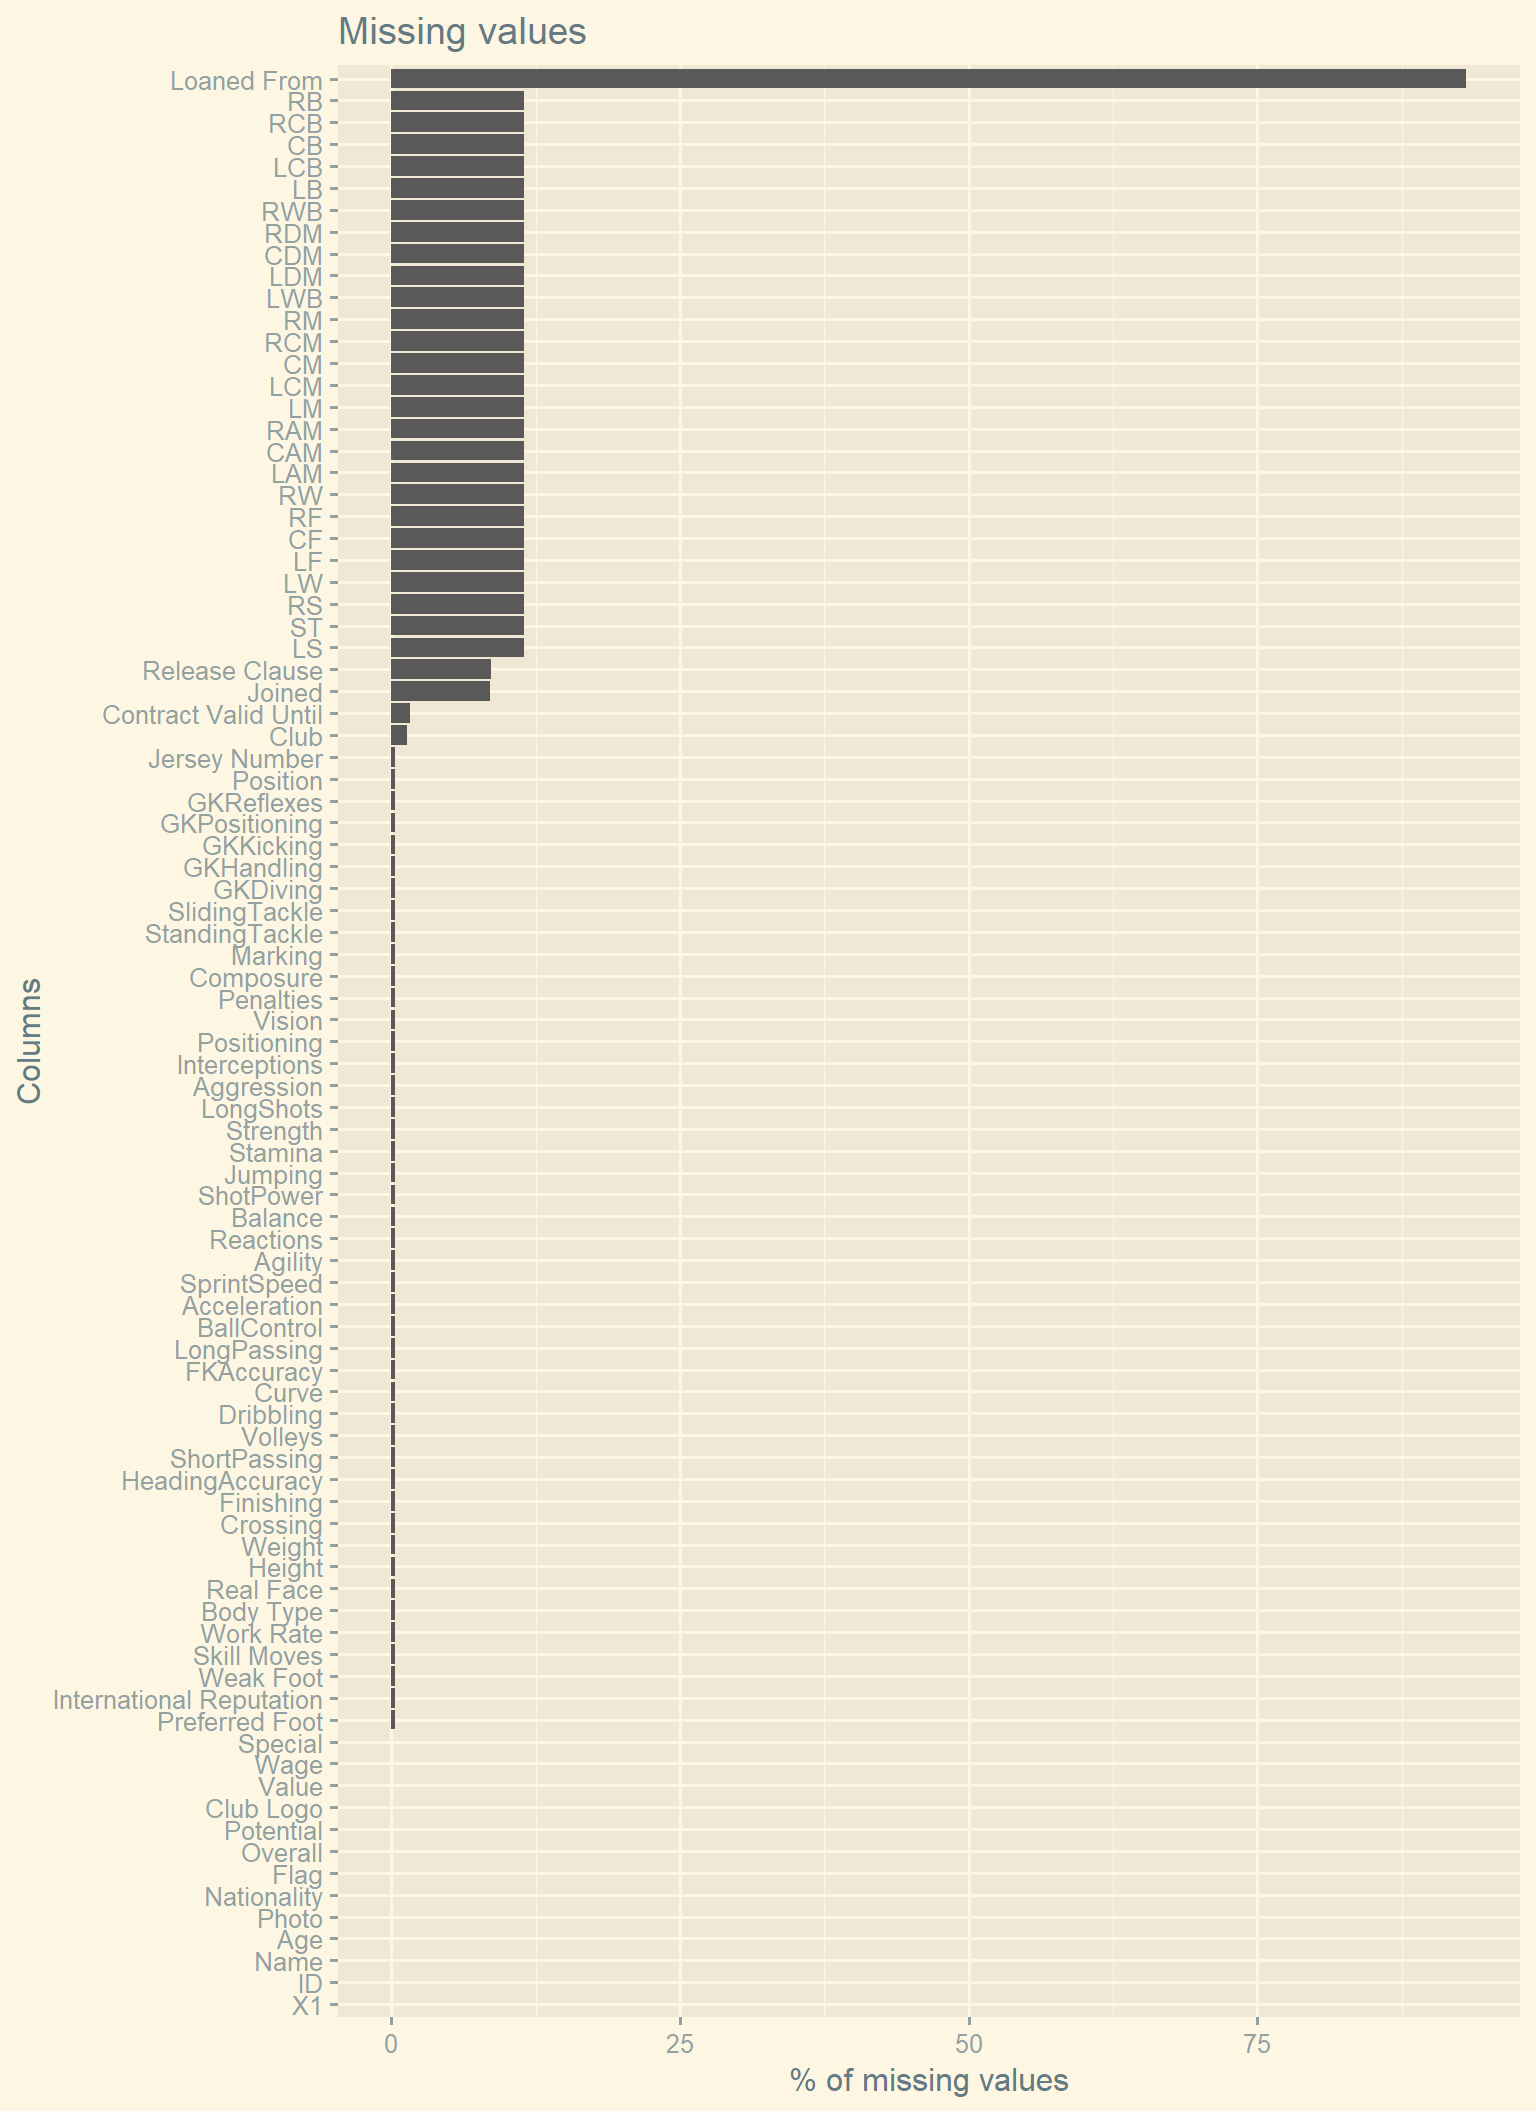 Missing values
Loaned From
RB
RCB
CB
LCB
LB
RWB
RDM
CDM
LDM
LWB
RM
RCM
CM
LCM
LM
RAM
CAM
LAM
RW
RF
CF
LF
LW
RS
ST
LS
Release Clause
Joined
Contract Valid Until
Club
Jersey Number
Position
GKReflexes
GKPositioning
GKKicking
GKHandling
GKDiving
SlidingTackle
StandingTackle
Marking
Composure
Penalties
Vision
Positioning
Interceptions
Aggression
LongShots
Strength
Stamina
Jumping
ShotPower
Balance
Reactions
Agility
SprintSpeed
Acceleration
BallControl
LongPassing
FKAccuracy
Curve
Dribbling
Volleys
ShortPassing
HeadingAccuracy
Finishing
Crossing
Weight
Height
Real Face
Body Type
Work Rate
Skill Moves
Weak Foot
International Reputation
Preferred Foot
Special
Wage
Value
Club Logo
Potential
Overall
Flag
Nationality
Photo
Age
Name
ID
X1
Columns
0 25 50 75
% of missing values